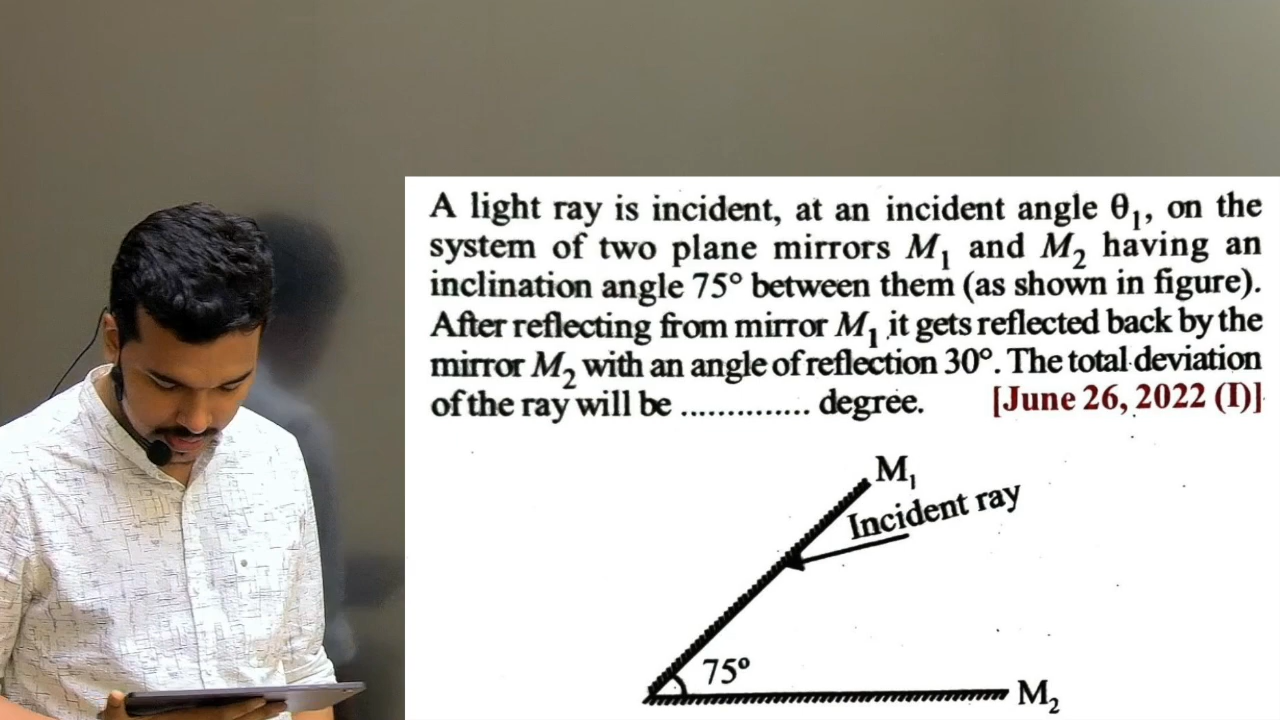 A light ray is incident, at an incident angle θ₁, on the
system of two plane mirrors M₁ and M₂ having an
inclination angle 75° between them (as shown in figure).
After reflecting from mirror M₁ it gets reflected back by the
mirror M₂ with an angle of reflection 30°. The total deviation
of the ray will be .............. degree. [June 26, 2022 (I)]
M₁
Incident ray
75°
M₂